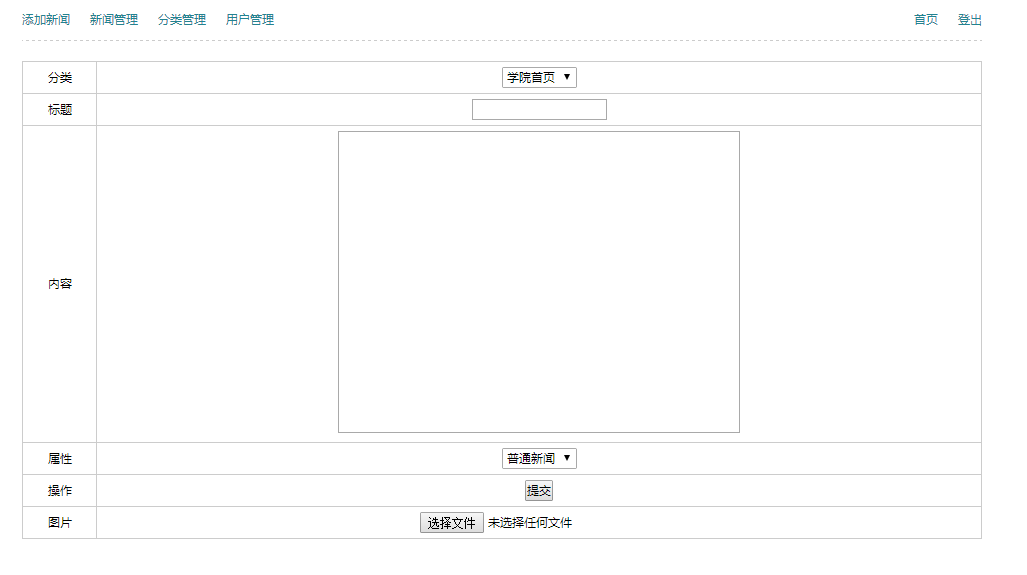 添加新闻 新闻管理 分类管理 用户管理 首页 登出
分类 学院首页
标题
内容
属性 普通新闻
操作 提交
图片 选择文件 未选择任何文件